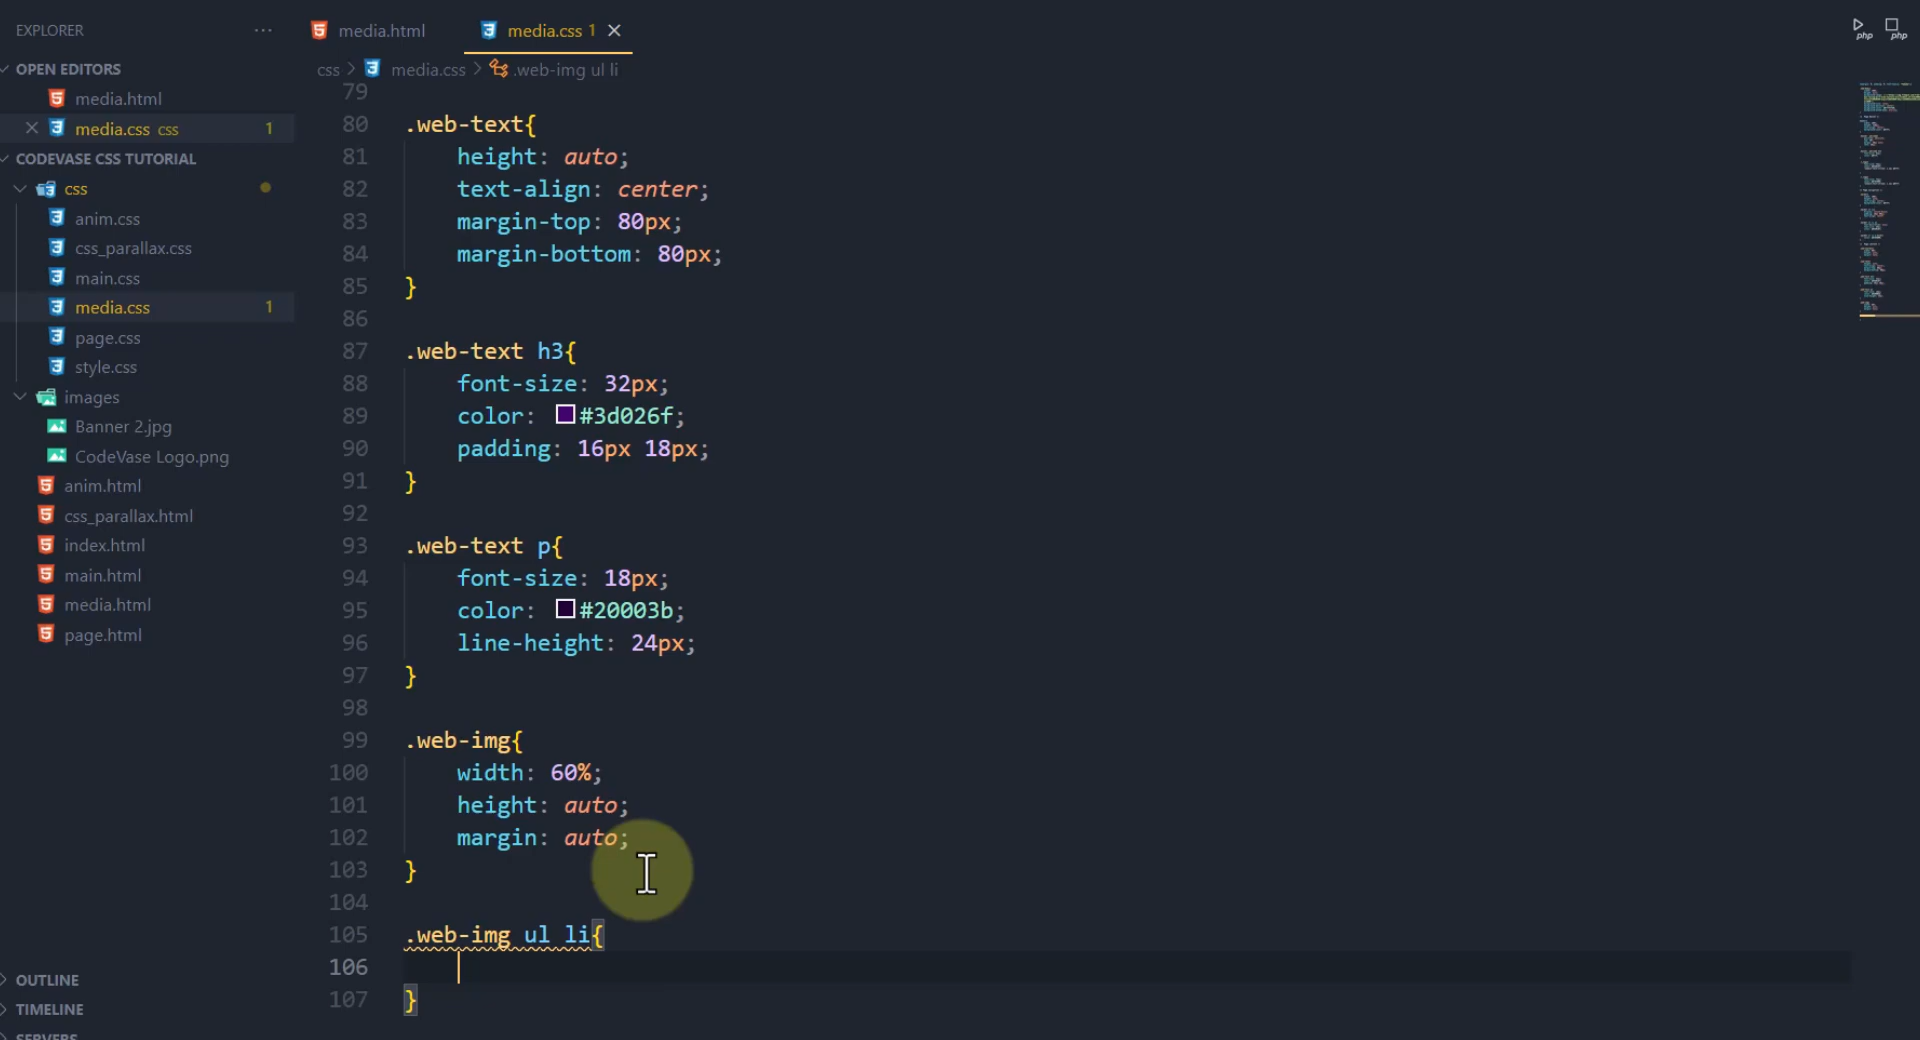 EXPLORER
···
OPEN EDITORS
media.html
media.css css 1
CODEVASE CSS TUTORIAL
css
anim.css
css_parallax.css
main.css
media.css 1
page.css
style.css
images
Banner 2.jpg
CodeVase Logo.png
anim.html
css_parallax.html
index.html
main.html
media.html
page.html
OUTLINE
TIMELINE
SERVERS
media.html
media.css 1
php
php
css > media.css > .web-img ul li
79
80 .web-text{
81 height: auto;
82 text-align: center;
83 margin-top: 80px;
84 margin-bottom: 80px;
85 }
86
87 .web-text h3{
88 font-size: 32px;
89 color: #3d026f;
90 padding: 16px 18px;
91 }
92
93 .web-text p{
94 font-size: 18px;
95 color: #20003b;
96 line-height: 24px;
97 }
98
99 .web-img{
100 width: 60%;
101 height: auto;
102 margin: auto;
103 }
104
105 .web-img ul li{
106
107 }